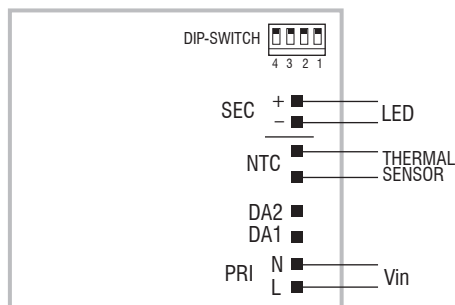 DIP-SWITCH
4 3 2 1
SEC + LED
−
NTC THERMAL
SENSOR
DA2
DA1
PRI N Vin
L